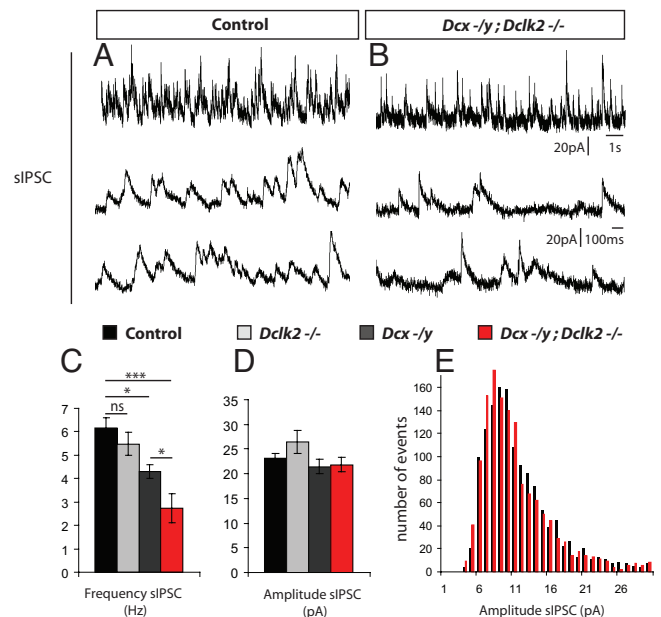 Control
Dcx -/y ; Dclk2 -/-
A
B
sIPSC
20pA
1s
20pA
100ms
Control
Dclk2 -/-
Dcx -/y
Dcx -/y ; Dclk2 -/-
C
D
E
***
*
ns
*
7
6
5
4
3
2
1
0
Frequency sIPSC
(Hz)
35
30
25
20
15
10
5
0
Amplitude sIPSC
(pA)
number of events
160
140
120
100
80
60
40
20
0
1 6 11 16 21 26
Amplitude sIPSC (pA)